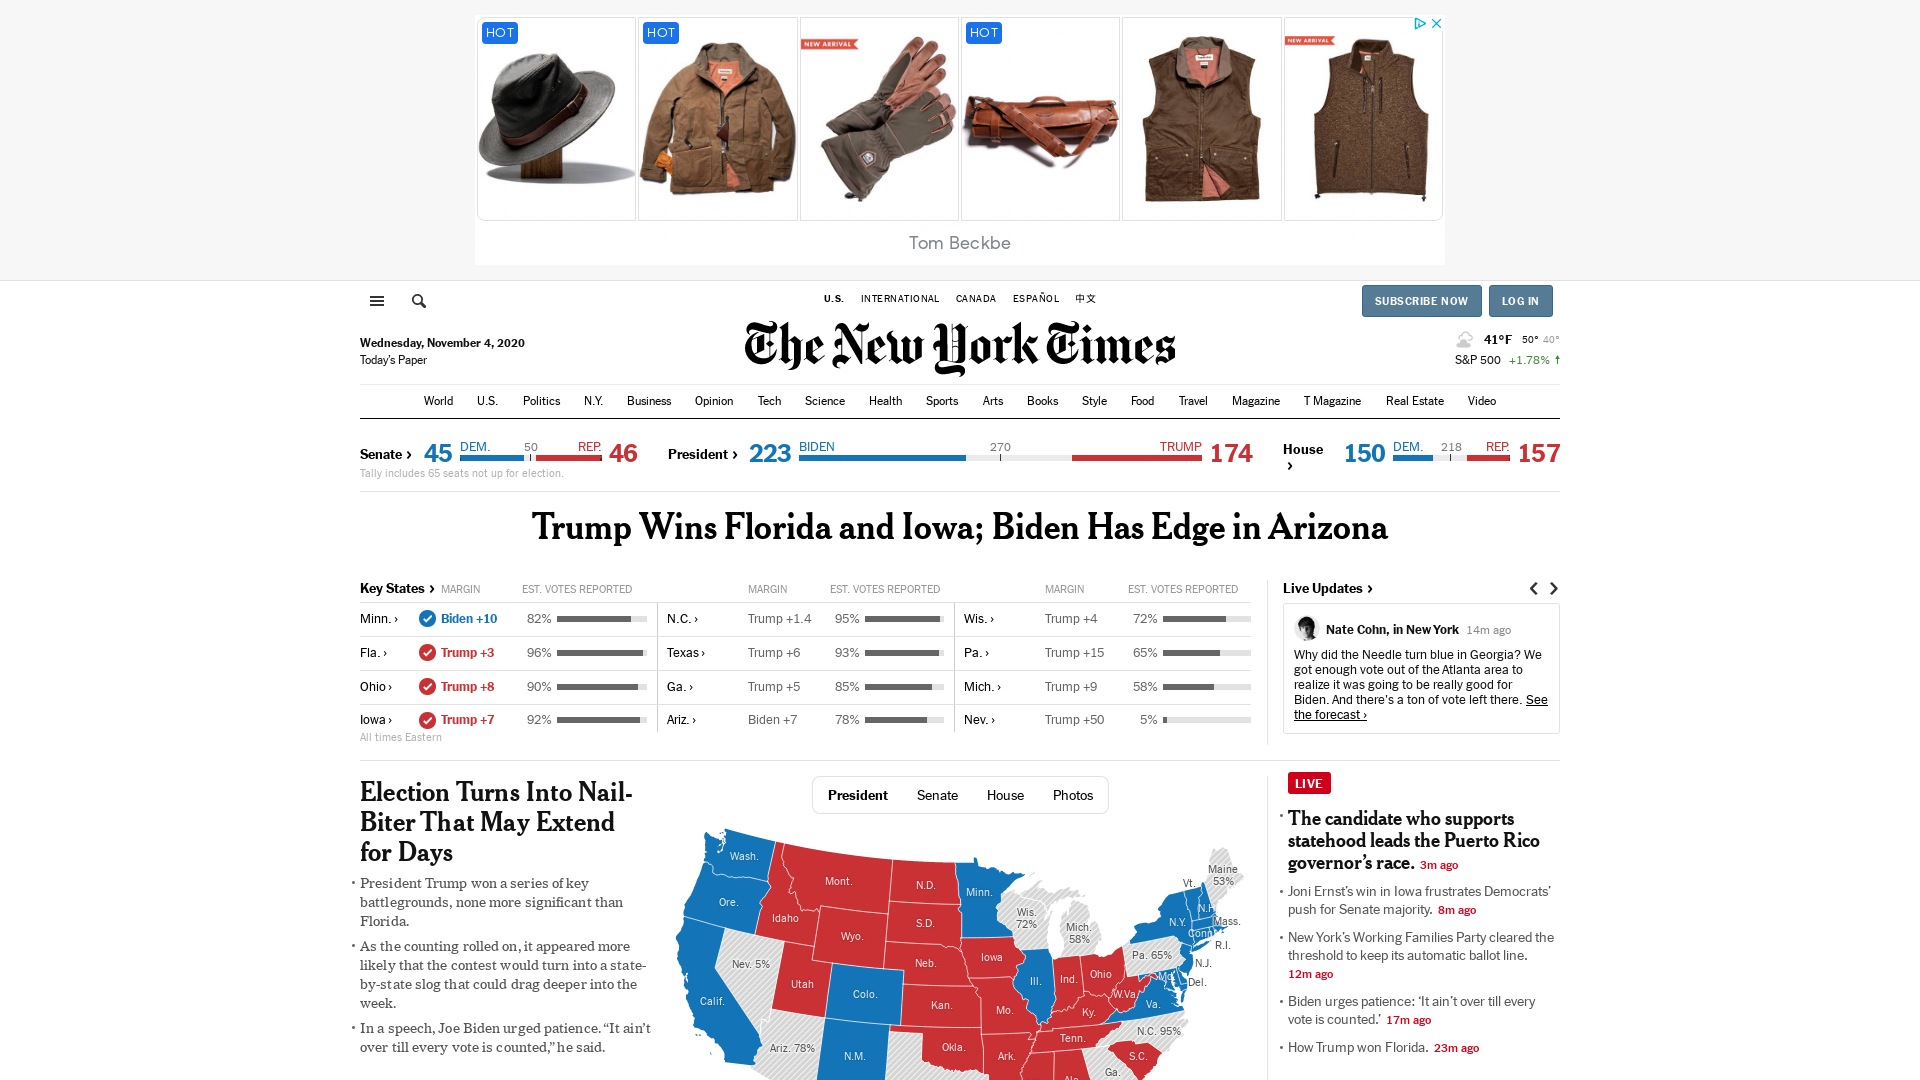 HOT
HOT
NEW ARRIVAL
HOT
NEW ARRIVAL
Tom Beckbe
U.S. INTERNATIONAL CANADA ESPAÑOL 中文
SUBSCRIBE NOW LOG IN
Wednesday, November 4, 2020
Today's Paper
The New York Times
41°F 50° 40°
S&P 500 +1.78% ↑
World U.S. Politics N.Y. Business Opinion Tech Science Health Sports Arts Books Style Food Travel Magazine T Magazine Real Estate Video
Senate › 45 DEM. 50 REP. 46
Tally includes 65 seats not up for election.
President › 223 BIDEN 270 TRUMP 174
House › 150 DEM. 218 REP. 157
Trump Wins Florida and Iowa; Biden Has Edge in Arizona
Key States › MARGIN EST. VOTES REPORTED MARGIN EST. VOTES REPORTED MARGIN EST. VOTES REPORTED
Minn. › Biden +10 82% N.C. › Trump +1.4 95% Wis. › Trump +4 72%
Fla. › Trump +3 96% Texas › Trump +6 93% Pa. › Trump +15 65%
Ohio › Trump +8 90% Ga. › Trump +5 85% Mich. › Trump +9 58%
Iowa › Trump +7 92% Ariz. › Biden +7 78% Nev. › Trump +50 5%
All times Eastern
Live Updates ›
Nate Cohn, in New York 14m ago
Why did the Needle turn blue in Georgia? We
got enough vote out of the Atlanta area to
realize it was going to be really good for
Biden. And there's a ton of vote left there. See
the forecast ›
Election Turns Into Nail-
Biter That May Extend
for Days
• President Trump won a series of key
battlegrounds, none more significant than
Florida.
• As the counting rolled on, it appeared more
likely that the contest would turn into a state-
by-state slog that could drag deeper into the
week.
• In a speech, Joe Biden urged patience. “It ain’t
over till every vote is counted,” he said.
President Senate House Photos
Wash.
Mont.
N.D.
Minn.
Maine
53%
Vt.
Ore.
Idaho
S.D.
Wis.
72%
Mich.
58%
N.Y.
N.H.
Mass.
Conn.
R.I.
Wyo.
Nev. 5%
Neb.
Iowa
Pa. 65%
N.J.
Utah
Colo.
Ill.
Ind.
Ohio
Md.
Del.
Calif.
Kan.
Mo.
Ky.
W.Va.
Va.
Ariz. 78%
N.M.
Okla.
Ark.
Tenn.
N.C. 95%
S.C.
Ala.
Ga.
LIVE
• The candidate who supports
statehood leads the Puerto Rico
governor’s race. 3m ago
• Joni Ernst’s win in Iowa frustrates Democrats’
push for Senate majority. 8m ago
• New York’s Working Families Party cleared the
threshold to keep its automatic ballot line.
12m ago
• Biden urges patience: ‘It ain’t over till every
vote is counted.’ 17m ago
• How Trump won Florida. 23m ago